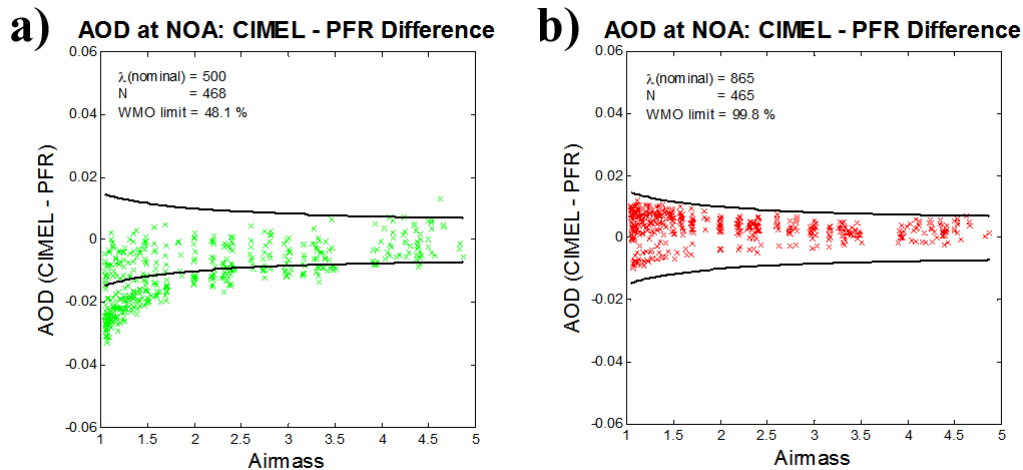 a) AOD at NOA: CIMEL - PFR Difference
λ(nominal) = 500
N = 468
WMO limit = 48.1 %
AOD (CIMEL - PFR)
0.06
0.04
0.02
0
-0.02
-0.04
-0.06
1 1.5 2 2.5 3 3.5 4 4.5 5
Airmass
b) AOD at NOA: CIMEL - PFR Difference
λ(nominal) = 865
N = 465
WMO limit = 99.8 %
AOD (CIMEL - PFR)
0.06
0.04
0.02
0
-0.02
-0.04
-0.06
1 1.5 2 2.5 3 3.5 4 4.5 5
Airmass